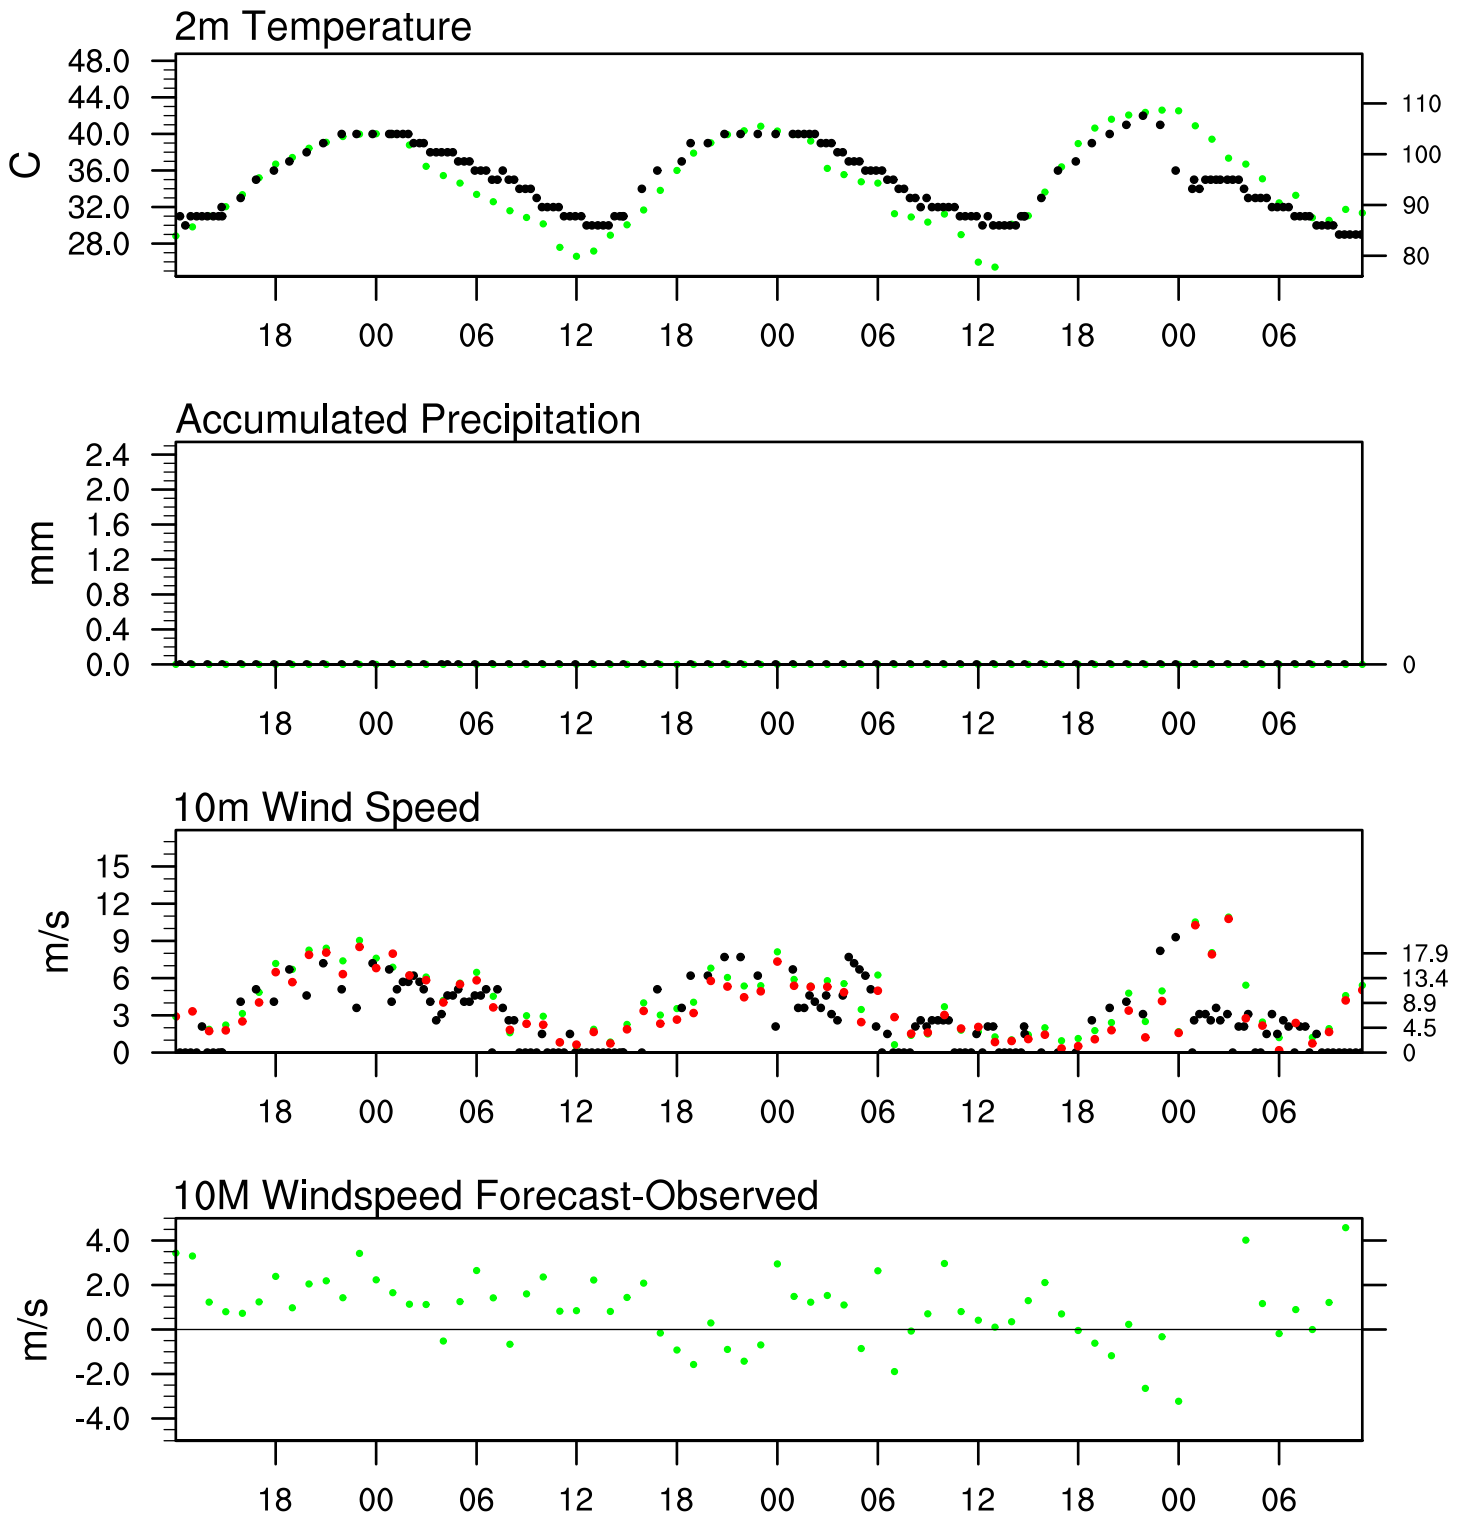 2m Temperature
48.0
44.0
40.0
36.0
32.0
28.0
C
110
100
90
80
18 00 06 12 18 00 06 12 18 00 06
Accumulated Precipitation
2.4
2.0
1.6
1.2
0.8
0.4
0.0
mm
0
18 00 06 12 18 00 06 12 18 00 06
10m Wind Speed
15
12
9
6
3
0
m/s
17.9
13.4
8.9
4.5
0
18 00 06 12 18 00 06 12 18 00 06
10M Windspeed Forecast-Observed
4.0
2.0
0.0
-2.0
-4.0
m/s
18 00 06 12 18 00 06 12 18 00 06